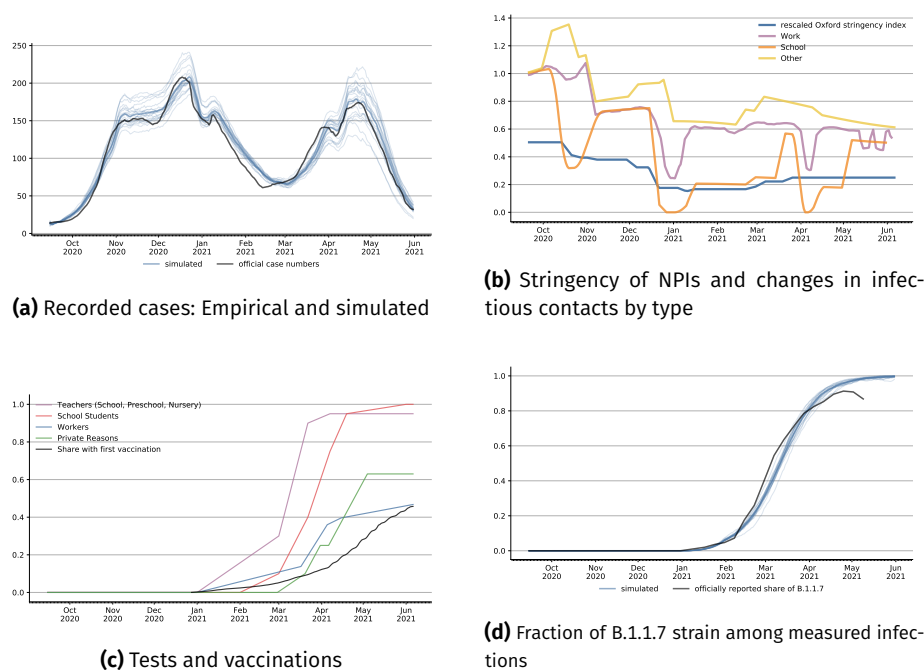 250
200
150
100
50
0
Oct 2020
Nov 2020
Dec 2020
Jan 2021
Feb 2021
Mar 2021
Apr 2021
May 2021
Jun 2021
simulated
official case numbers
(a) Recorded cases: Empirical and simulated
1.4
1.2
1.0
0.8
0.6
0.4
0.2
0.0
rescaled Oxford stringency index
Work
School
Other
Oct 2020
Nov 2020
Dec 2020
Jan 2021
Feb 2021
Mar 2021
Apr 2021
May 2021
Jun 2021
(b) Stringency of NPIs and changes in infec-
tious contacts by type
1.0
0.8
0.6
0.4
0.2
0.0
Teachers (School, Preschool, Nursery)
School Students
Workers
Private Reasons
Share with first vaccination
Oct 2020
Nov 2020
Dec 2020
Jan 2021
Feb 2021
Mar 2021
Apr 2021
May 2021
Jun 2021
(c) Tests and vaccinations
1.0
0.8
0.6
0.4
0.2
0.0
Oct 2020
Nov 2020
Dec 2020
Jan 2021
Feb 2021
Mar 2021
Apr 2021
May 2021
Jun 2021
simulated
officially reported share of B.1.1.7
(d) Fraction of B.1.1.7 strain among measured infec-
tions